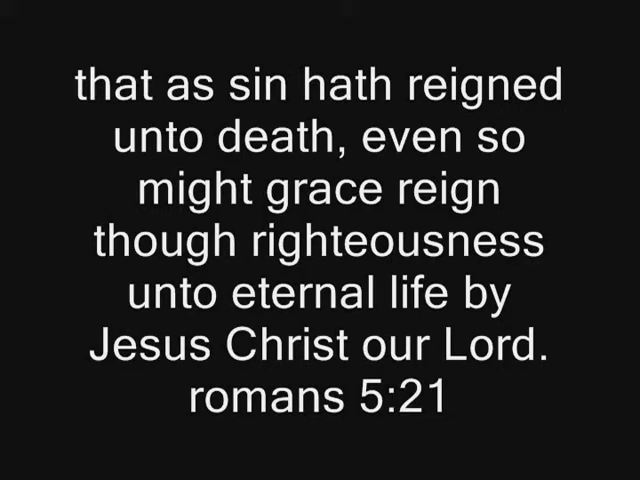 that as sin hath reigned
unto death, even so
might grace reign
though righteousness
unto eternal life by
Jesus Christ our Lord.
romans 5:21